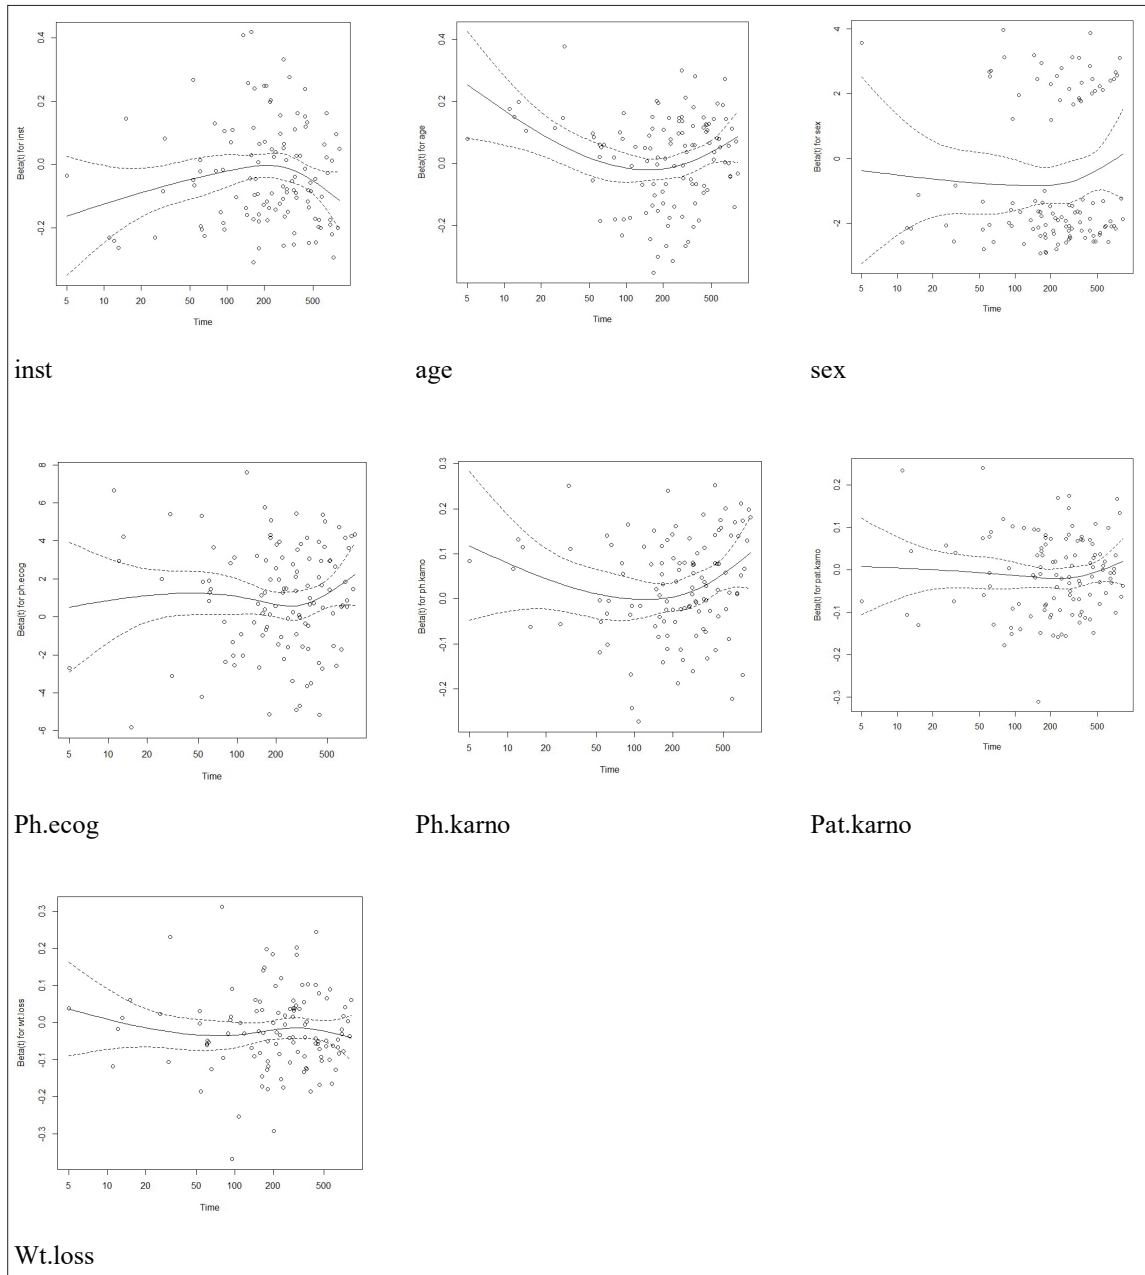 0.4
0.2
0.0
-0.2
Beta(t) for inst
5 10 20 50 100 200 500
Time
inst
0.4
0.2
0.0
-0.2
Beta(t) for age
5 10 20 50 100 200 500
Time
age
4
2
0
-2
Beta(t) for sex
5 10 20 50 100 200 500
Time
sex
8
6
4
2
0
-2
-4
-6
Beta(t) for ph.ecog
5 10 20 50 100 200 500
Time
Ph.ecog
0.3
0.2
0.1
0.0
-0.1
-0.2
Beta(t) for ph.karno
5 10 20 50 100 200 500
Time
Ph.karno
0.2
0.1
0.0
-0.1
-0.2
-0.3
Beta(t) for pat.karno
5 10 20 50 100 200 500
Time
Pat.karno
0.3
0.2
0.1
0.0
-0.1
-0.2
-0.3
Beta(t) for wt.loss
5 10 20 50 100 200 500
Time
Wt.loss